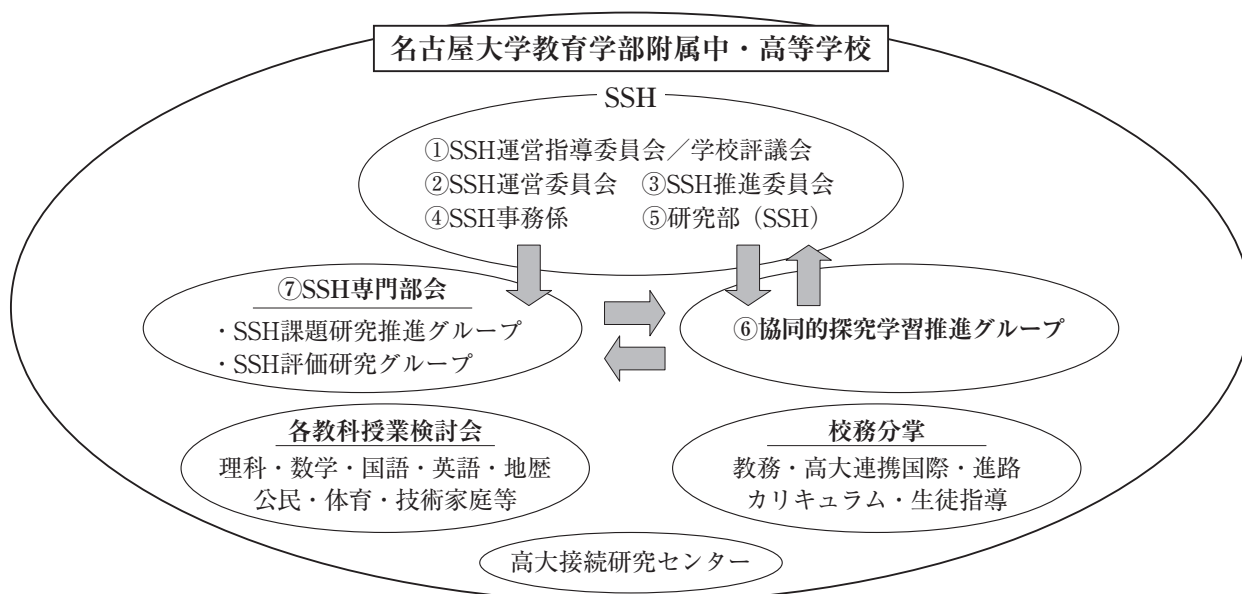 名古屋大学教育学部附属中・高等学校
SSH
①SSH運営指導委員会／学校評議会
②SSH運営委員会　③SSH推進委員会
④SSH事務係　⑤研究部（SSH）
⑦SSH専門部会
・SSH課題研究推進グループ
・SSH評価研究グループ
⑥協同的探究学習推進グループ
各教科授業検討会
理科・数学・国語・英語・地歴
公民・体育・技術家庭等
校務分掌
教務・高大連携国際・進路
カリキュラム・生徒指導
高大接続研究センター